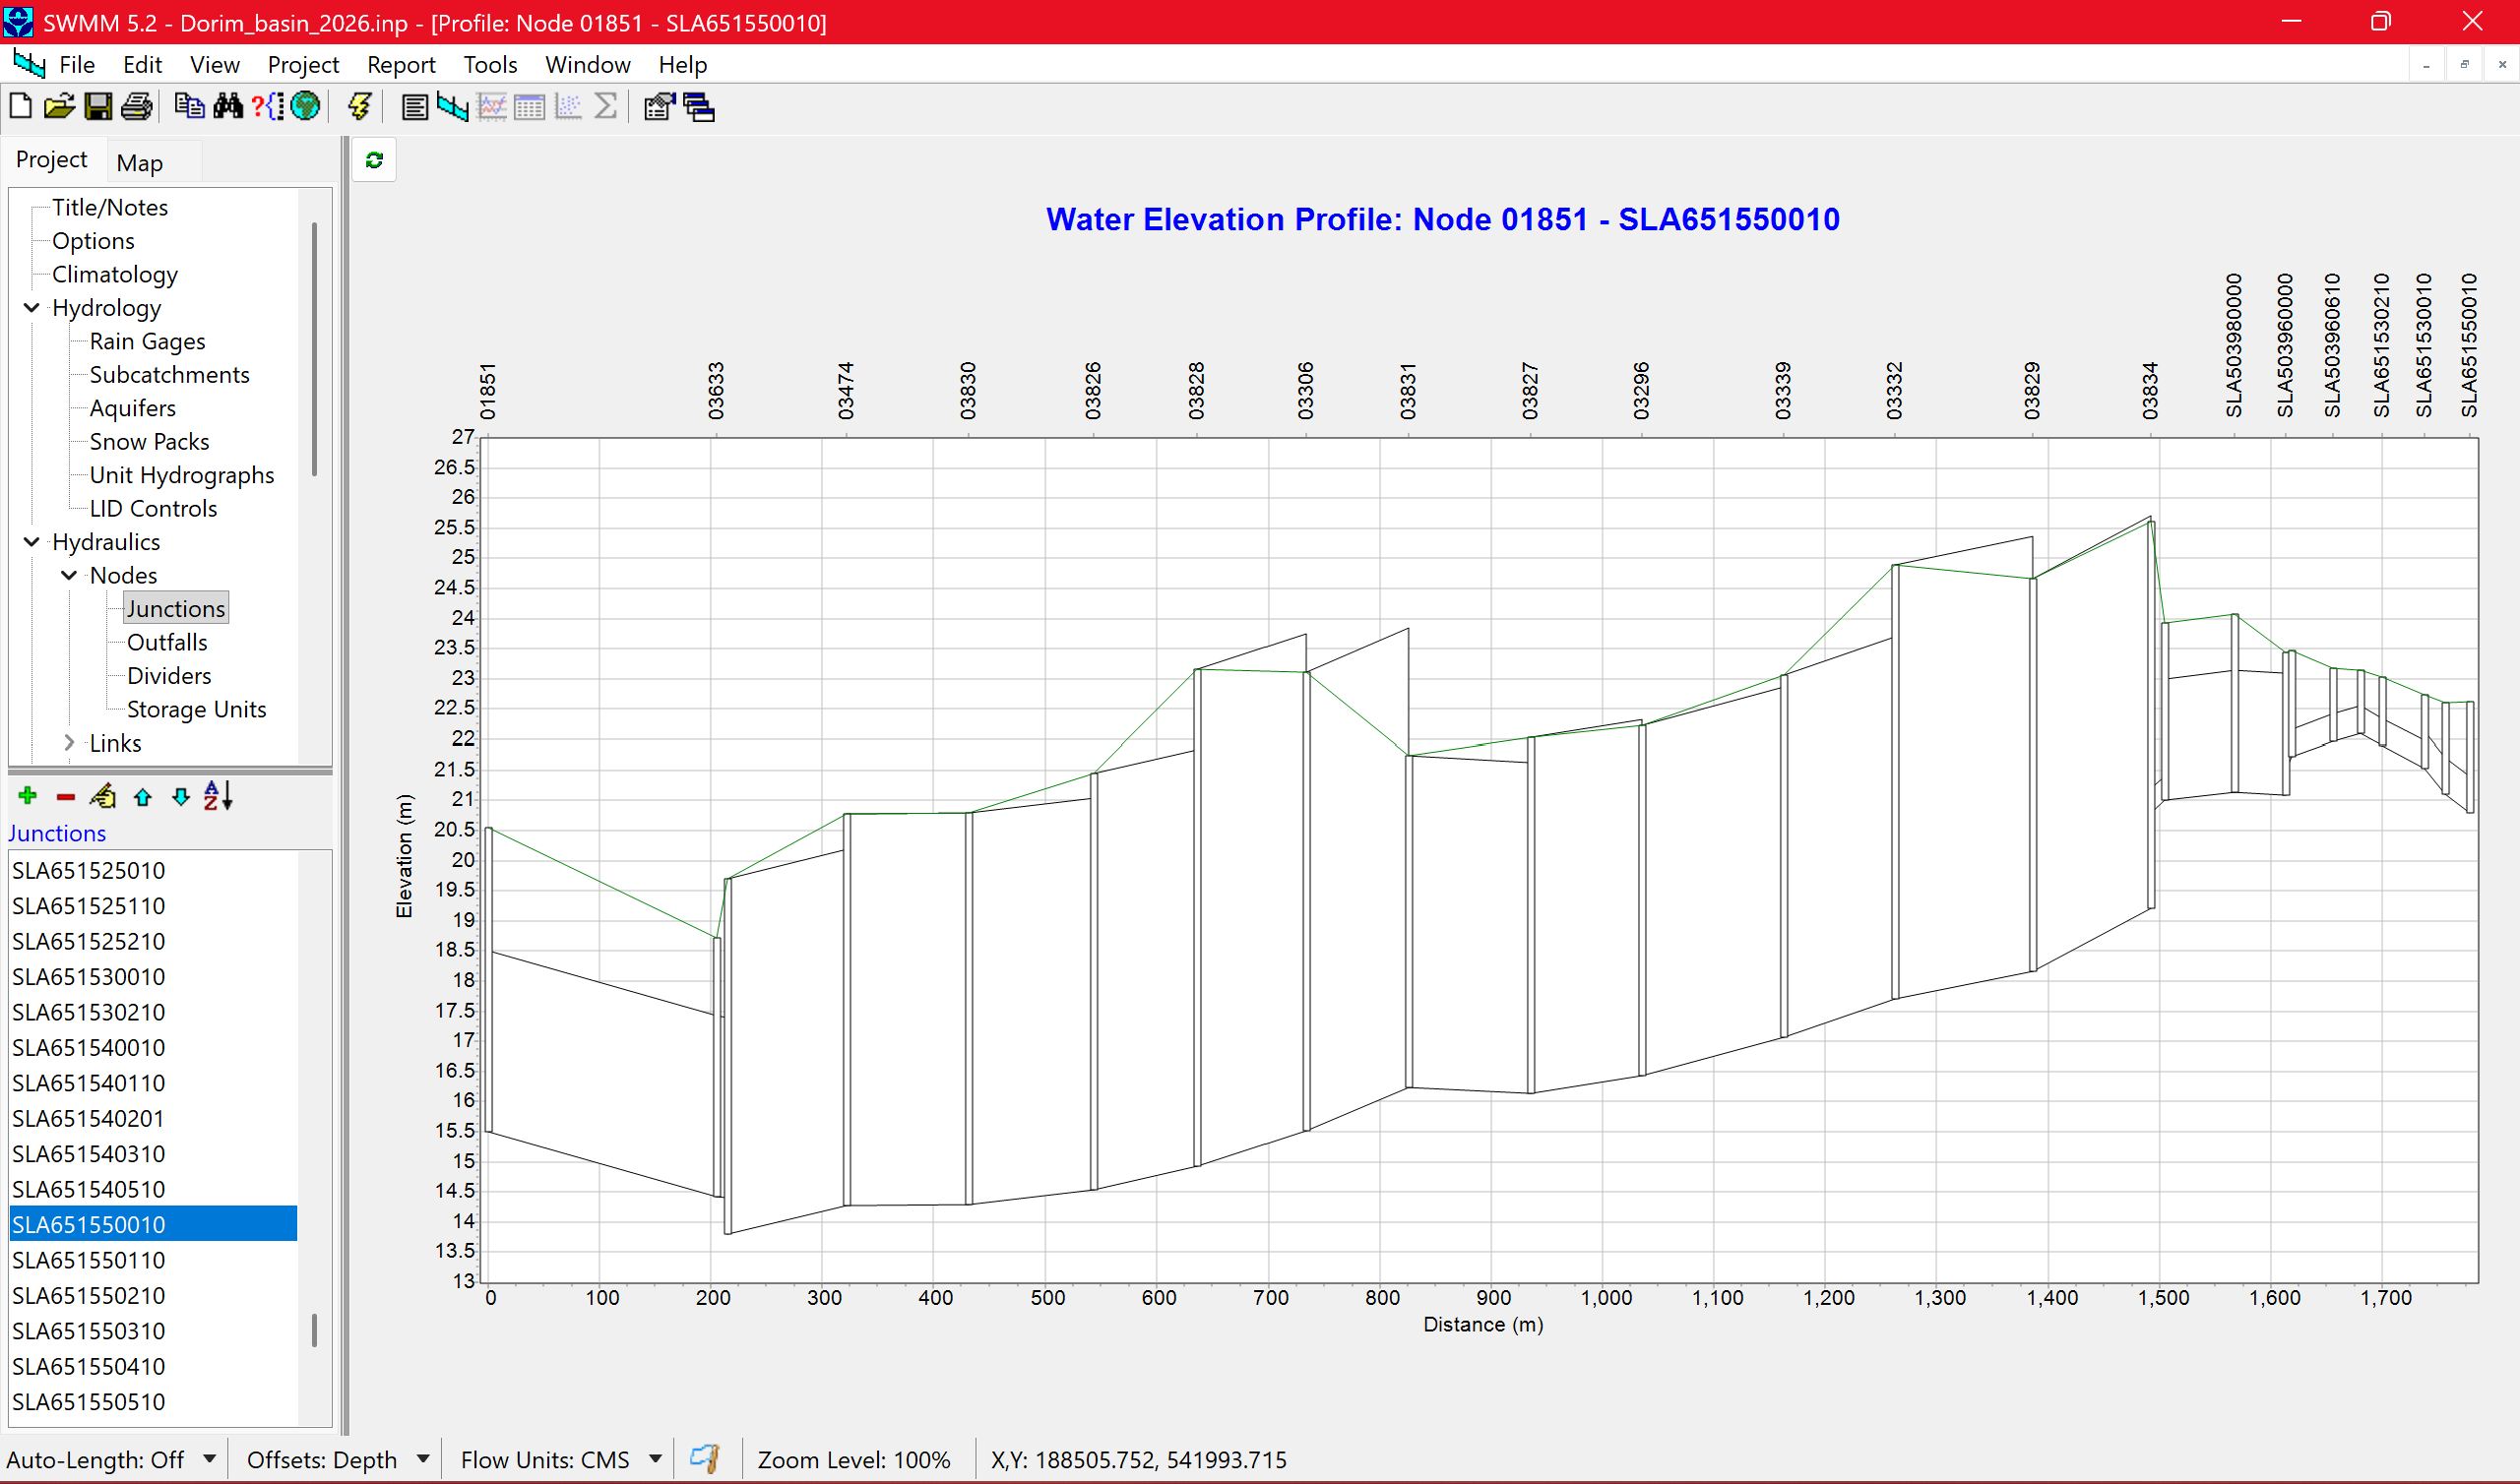 SWMM 5.2 - Dorim_basin_2026.inp - [Profile: Node 01851 - SLA651550010]
File Edit View Project Report Tools Window Help
Project Map
Title/Notes
Options
Climatology
Hydrology
Rain Gages
Subcatchments
Aquifers
Snow Packs
Unit Hydrographs
LID Controls
Hydraulics
Nodes
Junctions
Outfalls
Dividers
Storage Units
Links
Junctions
SLA651525010
SLA651525110
SLA651525210
SLA651530010
SLA651530210
SLA651540010
SLA651540110
SLA651540201
SLA651540310
SLA651540510
SLA651550010
SLA651550110
SLA651550210
SLA651550310
SLA651550410
SLA651550510
Water Elevation Profile: Node 01851 - SLA651550010
01851
03633
03474
03830
03826
03828
03306
03831
03827
03296
03339
03332
03829
03834
SLA503980000
SLA503960000
SLA503960610
SLA651530210
SLA651530010
SLA651550010
27
26.5
26
25.5
25
24.5
24
23.5
23
22.5
22
21.5
21
20.5
20
19.5
19
18.5
18
17.5
17
16.5
16
15.5
15
14.5
14
13.5
13
Elevation (m)
0 100 200 300 400 500 600 700 800 900 1,000 1,100 1,200 1,300 1,400 1,500 1,600 1,700
Distance (m)
Auto-Length: Off Offsets: Depth Flow Units: CMS Zoom Level: 100% X,Y: 188505.752, 541993.715